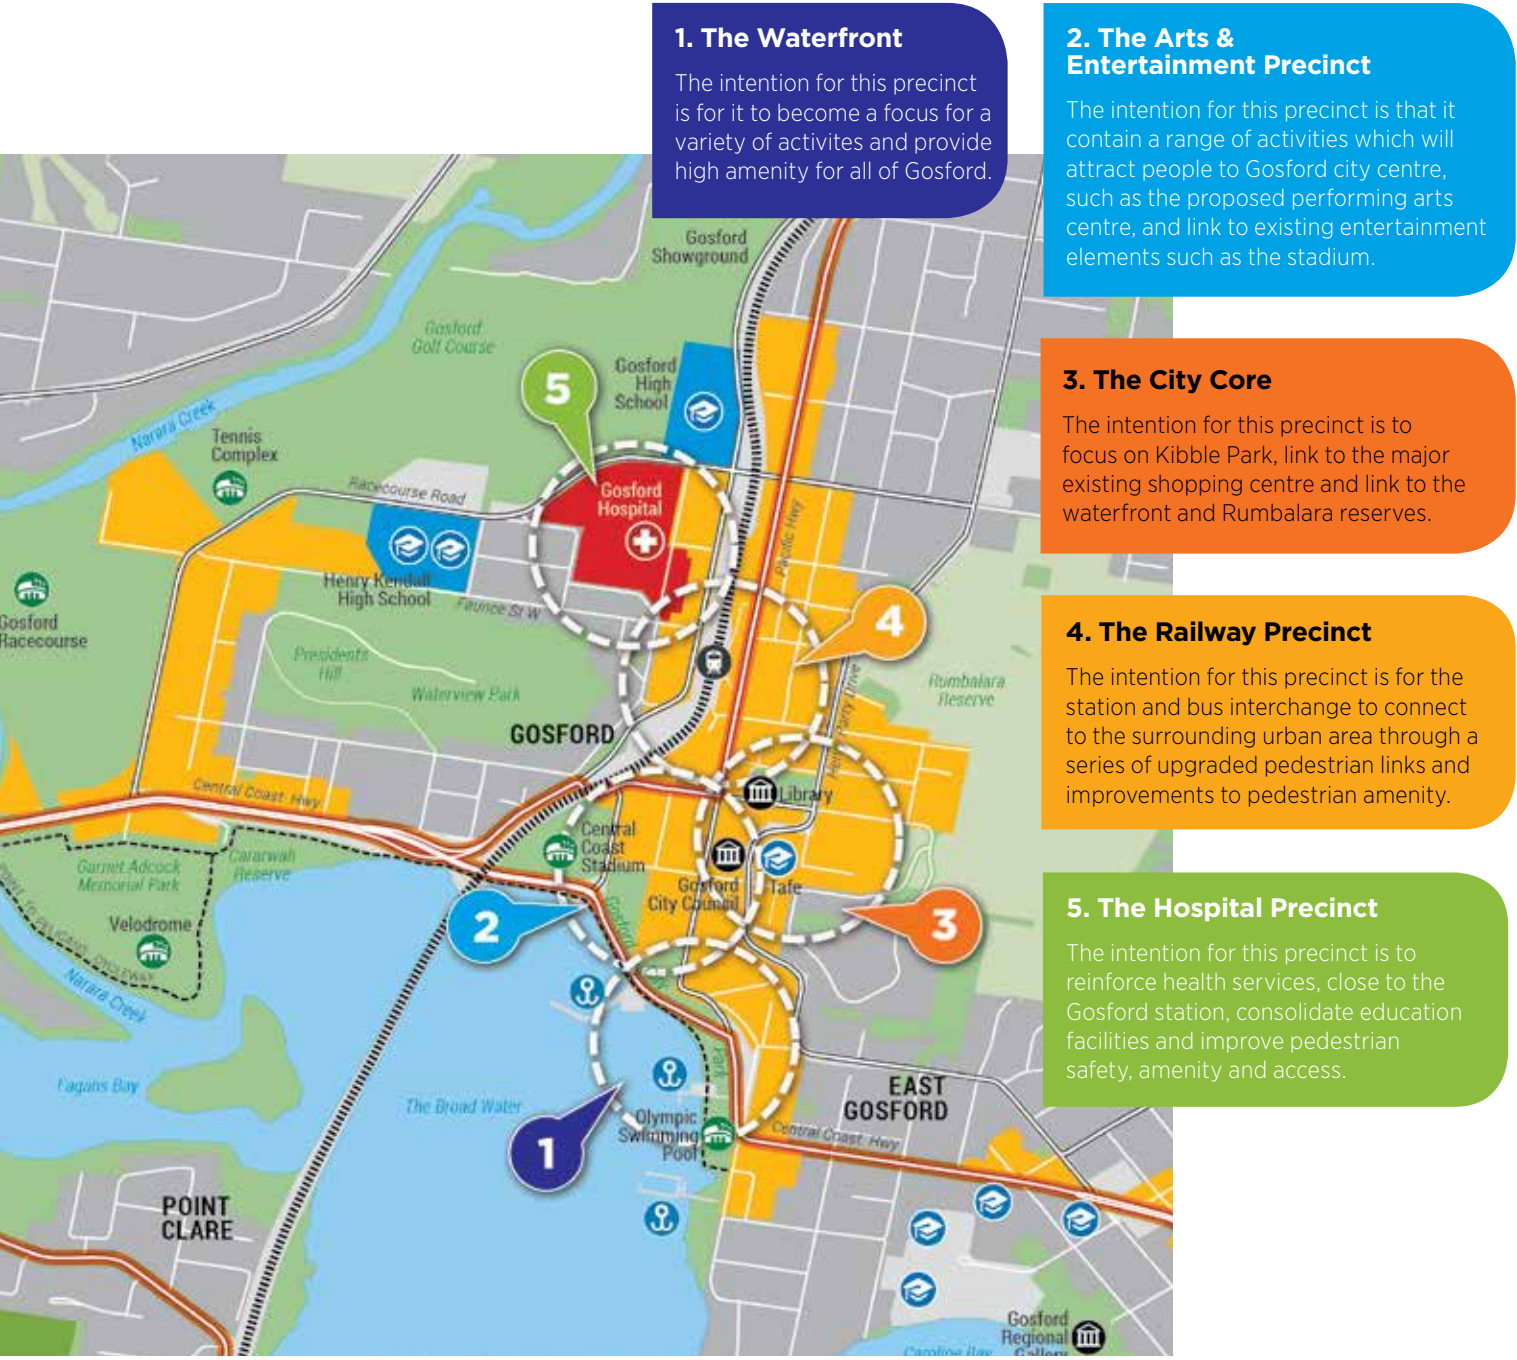 1. The Waterfront
The intention for this precinct
is for it to become a focus for a
variety of activites and provide
high amenity for all of Gosford.
2. The Arts &
Entertainment Precinct
The intention for this precinct is that it
contain a range of activities which will
attract people to Gosford city centre,
such as the proposed performing arts
centre, and link to existing entertainment
elements such as the stadium.
3. The City Core
The intention for this precinct is to
focus on Kibble Park, link to the major
existing shopping centre and link to the
waterfront and Rumbalara reserves.
4. The Railway Precinct
The intention for this precinct is for the
station and bus interchange to connect
to the surrounding urban area through a
series of upgraded pedestrian links and
improvements to pedestrian amenity.
5. The Hospital Precinct
The intention for this precinct is to
reinforce health services, close to the
Gosford station, consolidate education
facilities and improve pedestrian
safety, amenity and access.
Gosford
Showground
Gosford
Golf Course
5
Gosford
High
School
Narara Creek
Tennis
Complex
Racecourse Road
Gosford
Hospital
Pacific Hwy
Henry Kendall
High School
Faunce St W
Gosford
Racecourse
4
Presidents
Hill
Waterview Park
Rumbalara
Reserve
GOSFORD
Henry Parry Drive
Central Coast Hwy
Library
Central
Coast
Stadium
Garnet Adcock
Memorial Park
Cararwah
Reserve
Gosford
City Council
Tafe
Velodrome
2
3
POINT
TO
CYCLEWAY
Narara Creek
Park
Fagans Bay
The Broad Water
EAST
GOSFORD
Olympic
Swimming
Pool
1
Central Coast Hwy
POINT
CLARE
Gosford
Regional
Gallery
Caroline Bay